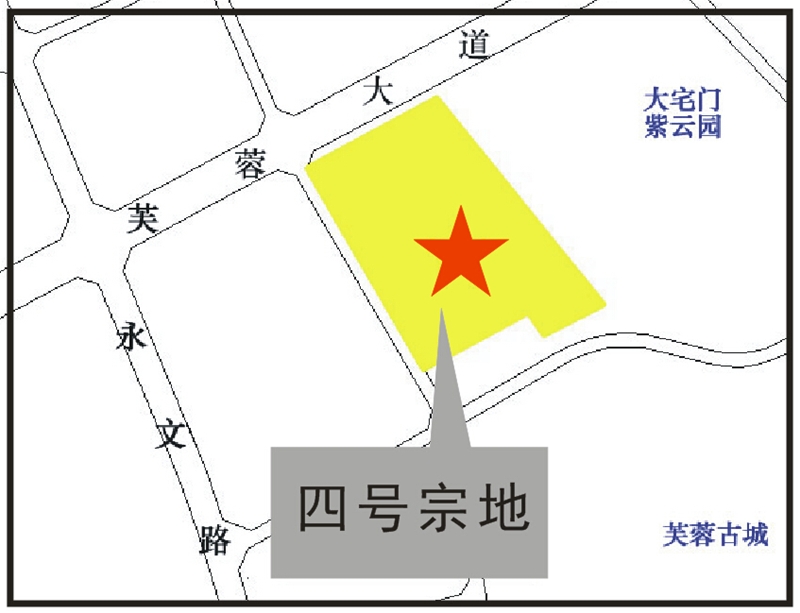 芙蓉大道
大宅门
紫云园
永文路
四号宗地
芙蓉古城